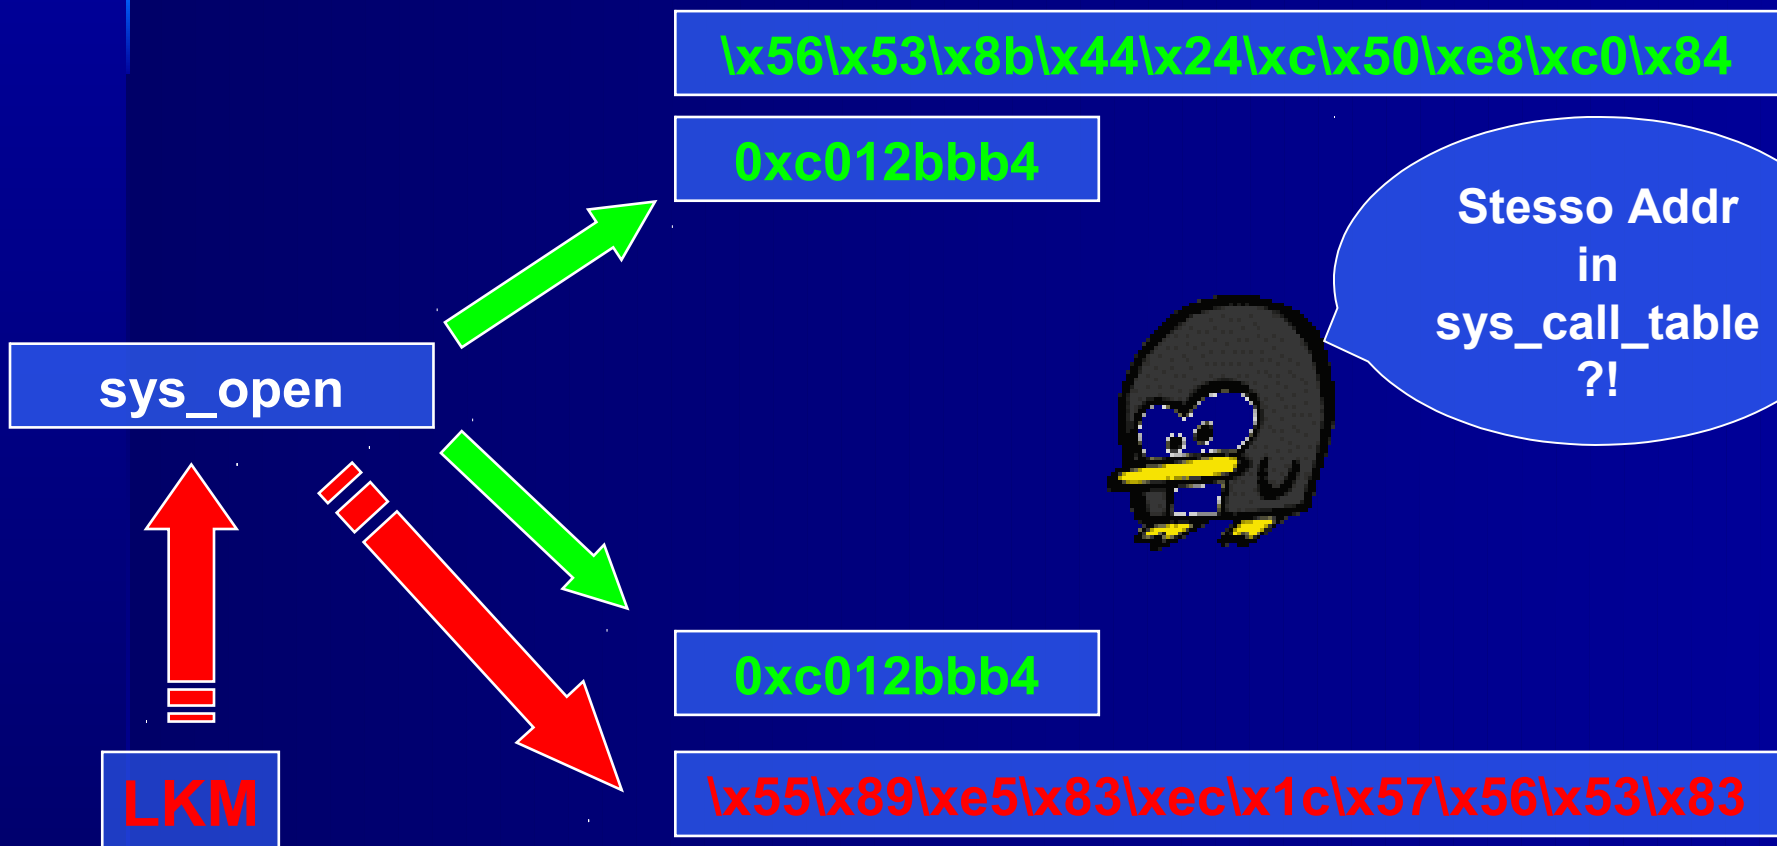 \x56\x53\x8b\x44\x24\xc\x50\xe8\xc0\x84
0xc012bbb4
Stesso Addr
in
sys_call_table
?!
sys_open
0xc012bbb4
LKM
\x55\x89\xe5\x83\xec\x1c\x57\x56\x53\x83